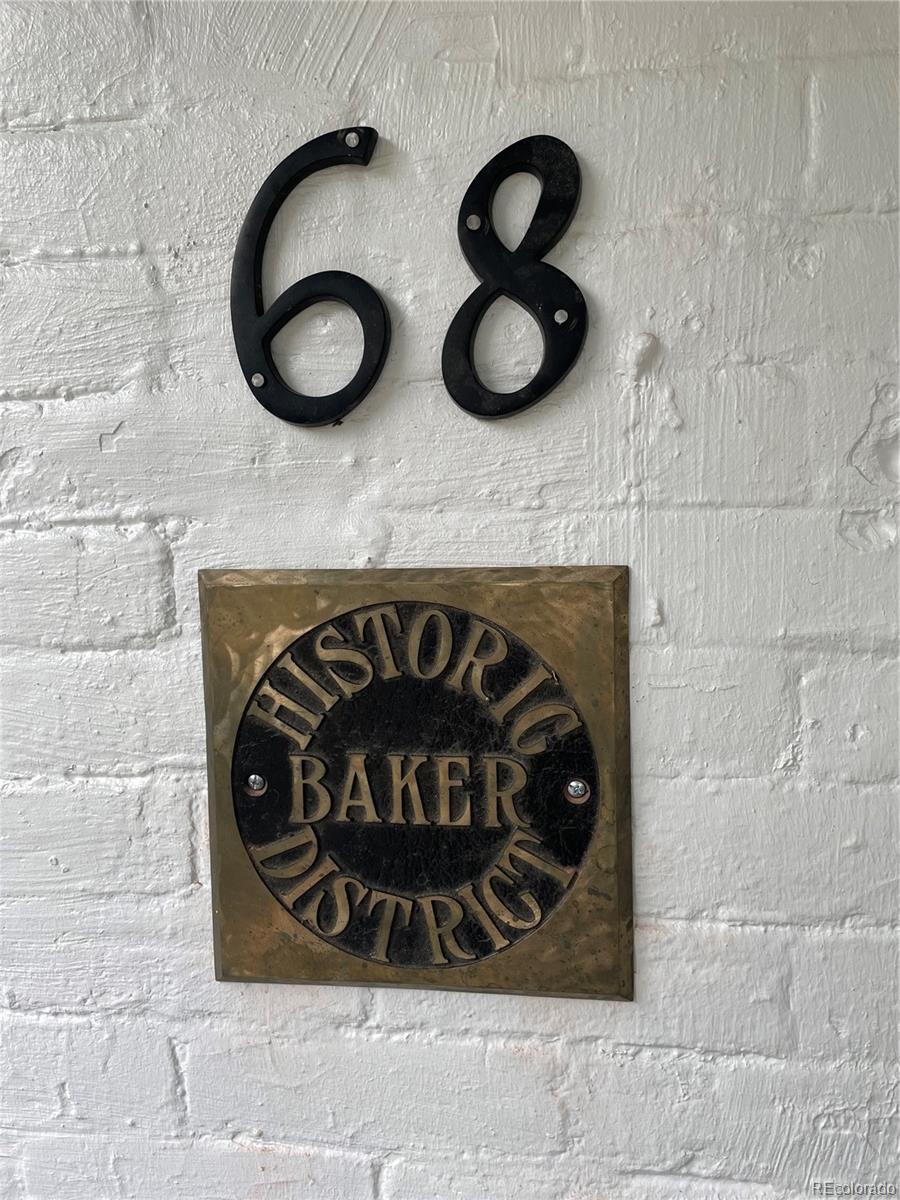 68
HISTORIC
BAKER
DISTRICT
REcolorado